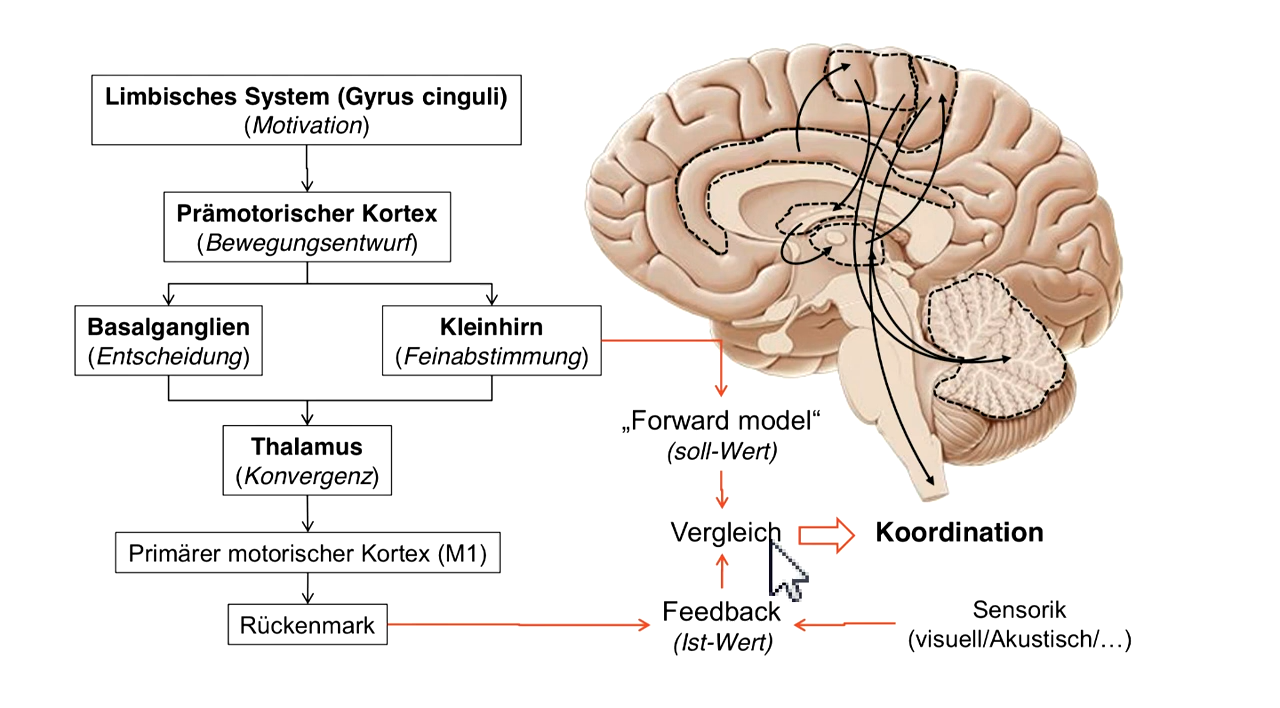 Limbisches System (Gyrus cinguli)
(Motivation)
Prämotorischer Kortex
(Bewegungsentwurf)
Basalganglien
(Entscheidung)
Kleinhirn
(Feinabstimmung)
Thalamus
(Konvergenz)
Primärer motorischer Kortex (M1)
Rückenmark
„Forward model“
(soll-Wert)
Vergleich
Koordination
Feedback
(Ist-Wert)
Sensorik
(visuell/Akustisch/…)